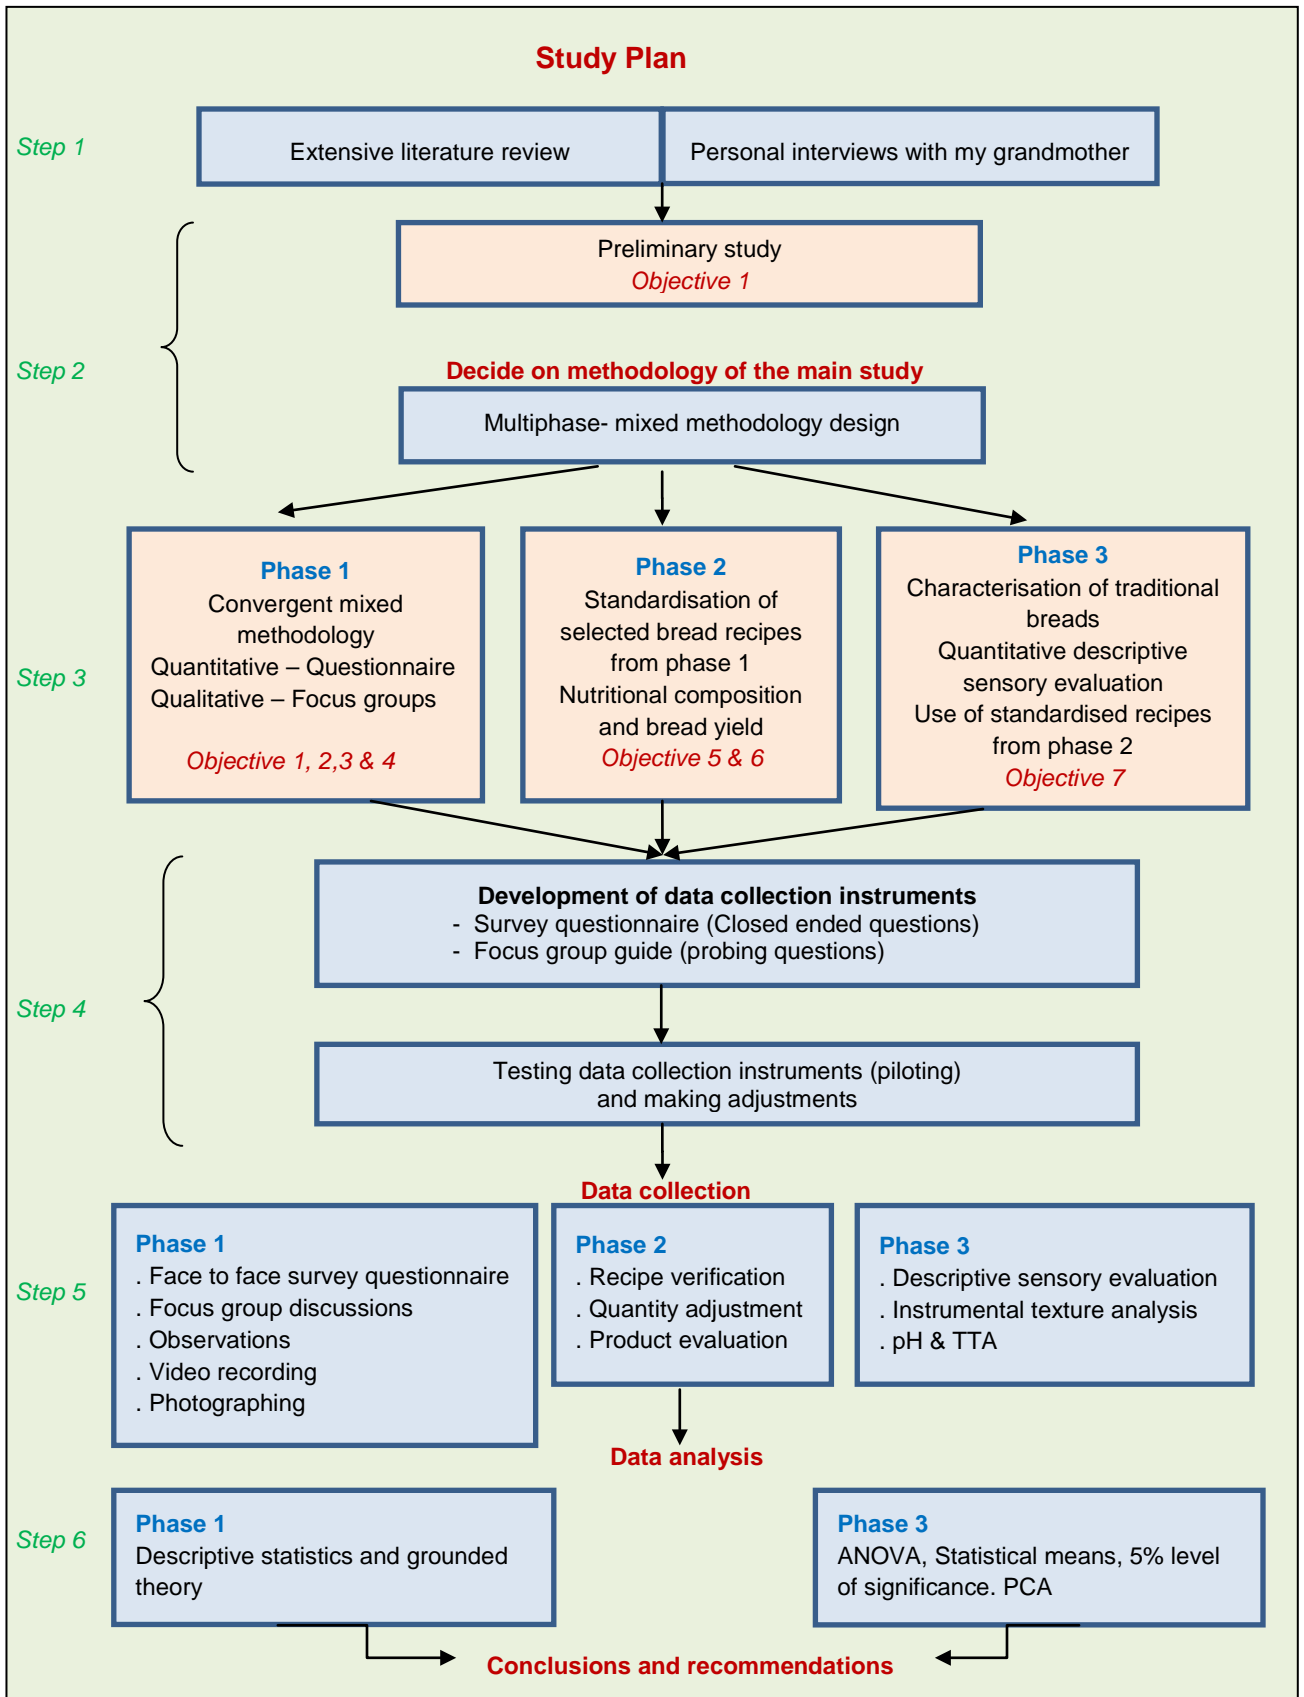 Study Plan
Step 1
Extensive literature review
Personal interviews with my grandmother
Preliminary study
Objective 1
Step 2
Decide on methodology of the main study
Multiphase- mixed methodology design
Step 3
Phase 1
Convergent mixed
methodology
Quantitative – Questionnaire
Qualitative – Focus groups
Objective 1, 2,3 & 4
Phase 2
Standardisation of
selected bread recipes
from phase 1
Nutritional composition
and bread yield
Objective 5 & 6
Phase 3
Characterisation of traditional
breads
Quantitative descriptive
sensory evaluation
Use of standardised recipes
from phase 2
Objective 7
Step 4
Development of data collection instruments
- Survey questionnaire (Closed ended questions)
- Focus group guide (probing questions)
Testing data collection instruments (piloting)
and making adjustments
Data collection
Step 5
Phase 1
. Face to face survey questionnaire
. Focus group discussions
. Observations
. Video recording
. Photographing
Phase 2
. Recipe verification
. Quantity adjustment
. Product evaluation
Phase 3
. Descriptive sensory evaluation
. Instrumental texture analysis
. pH & TTA
Data analysis
Step 6
Phase 1
Descriptive statistics and grounded
theory
Phase 3
ANOVA, Statistical means, 5% level
of significance. PCA
Conclusions and recommendations